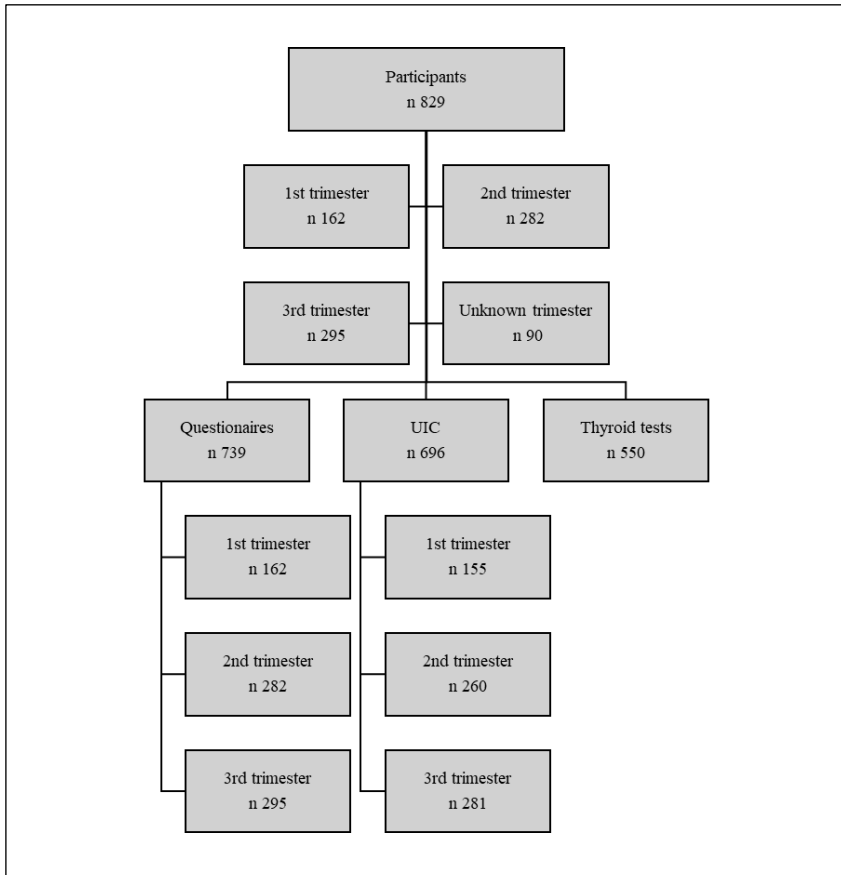 Participants
n 829
1st trimester
n 162
2nd trimester
n 282
3rd trimester
n 295
Unknown trimester
n 90
Questionaires
n 739
UIC
n 696
Thyroid tests
n 550
1st trimester
n 162
1st trimester
n 155
2nd trimester
n 282
2nd trimester
n 260
3rd trimester
n 295
3rd trimester
n 281